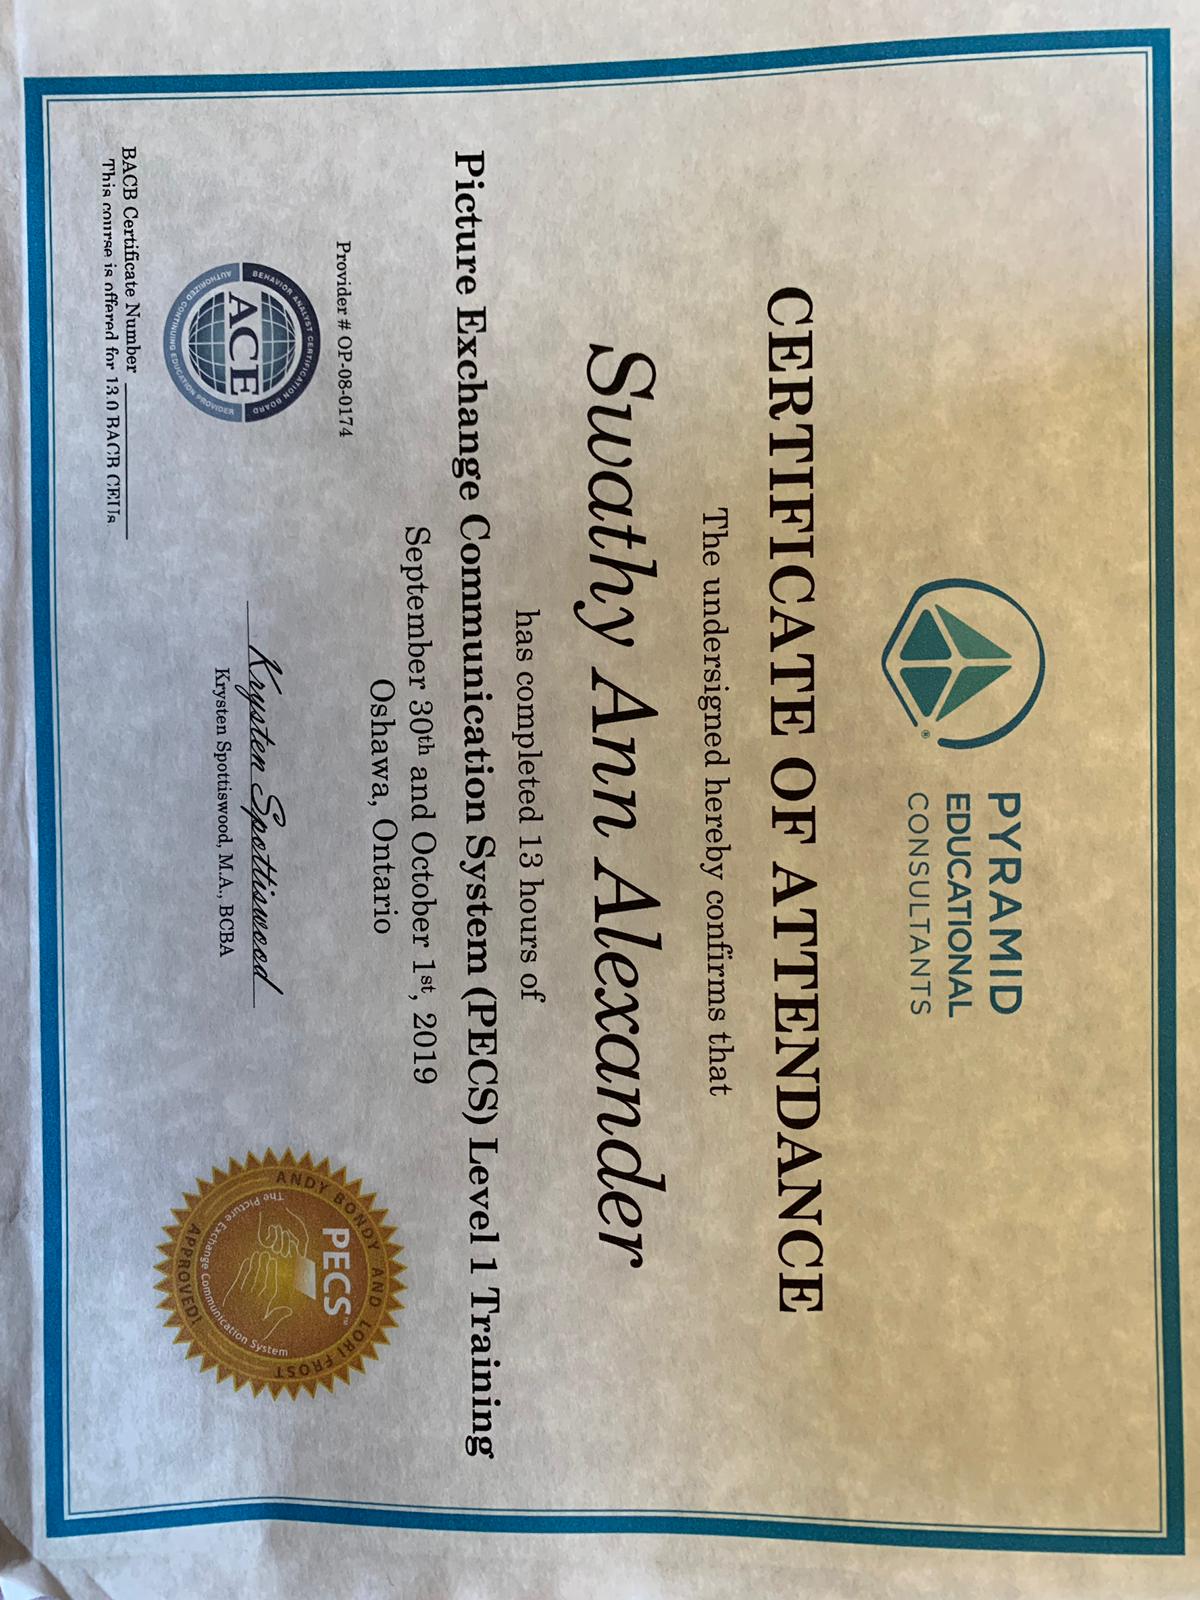 PYRAMID
EDUCATIONAL
CONSULTANTS
®
CERTIFICATE OF ATTENDANCE
The undersigned hereby confirms that
Swathy Ann Alexander
has completed 13 hours of
Picture Exchange Communication System (PECS) Level 1 Training
September 30th and October 1st, 2019
Oshawa, Ontario
Provider # OP-08-0174
BEHAVIOR ANALYST CERTIFICATION BOARD
ACE
AUTHORIZED CONTINUING EDUCATION PROVIDER
BACB Certificate Number
This course is offered for 13.0 BACB CEUs
Krysten Spottiswood
Krysten Spottiswood, M.A., BCBA
ANDY BONDY AND LORI FROST
PECS™
The Picture Exchange Communication System
APPROVED!